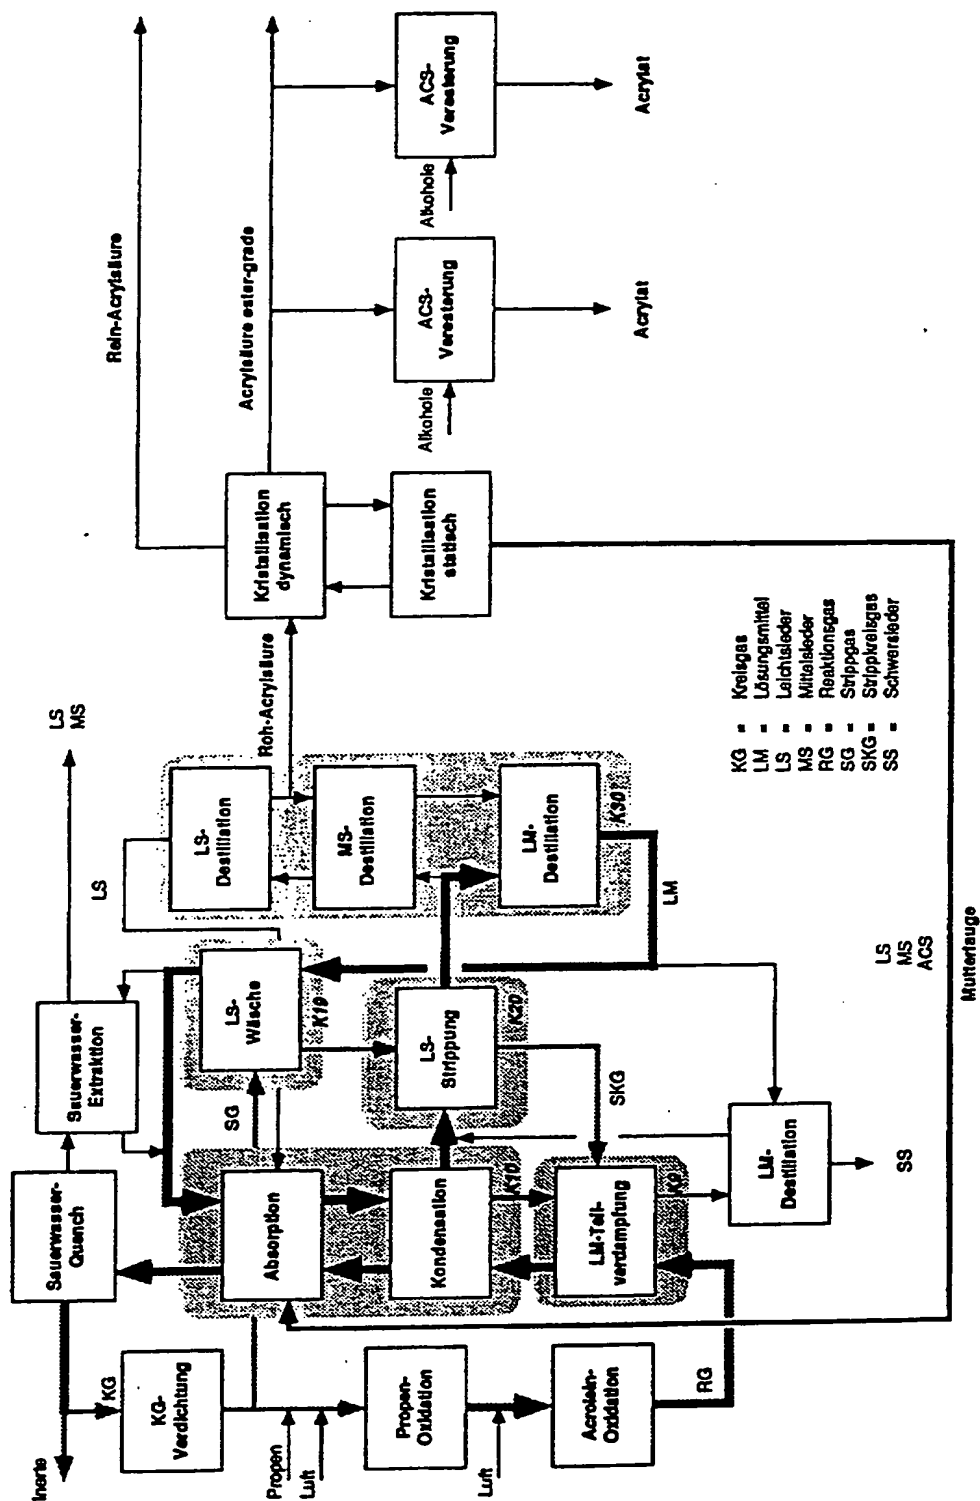 Inerte
KG
KG-
Verdichtung
Propen
Luft
Propen-
Oxidation
Luft
Acrolein-
Oxidation
RG
Sauerwasser-
Quench
Sauerwasser-
Extraktion
LS
MS
Absorption
Kondensation
K10
LM-Teil-
verdampfung
K9
SG
LS-
Wäsche
K19
LS-
Strippung
K20
SKG
LM-
Destillation
SS
LS
LS-
Destillation
MS-
Destillation
LM-
Destillation
K30
LM
Roh-Acrylsäure
Kristallisation
dynamisch
Kristallisation
statisch
Rein-Acrylsäure
Acrylsäure ester-grade
Alkohole
ACS-
Veresterung
Acrylat
Alkohole
ACS-
Veresterung
Acrylat
LS
MS
ACS
Mutterlauge
KG = Kreisgas
LM = Lösungsmittel
LS = Leichtsieder
MS = Mittelsieder
RG = Reaktionsgas
SG = Strippgas
SKG = Strippkreisgas
SS = Schwersieder